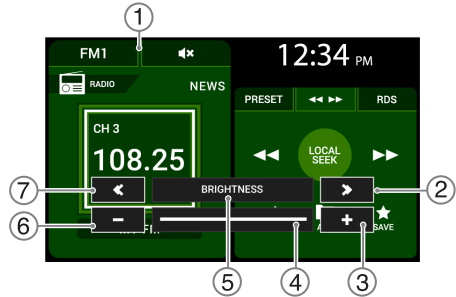 1
FM1
12:34 PM
RADIO
NEWS
PRESET
RDS
CH 3
108.25
LOCAL
SEEK
7
BRIGHTNESS
2
SAVE
6
5
4
3